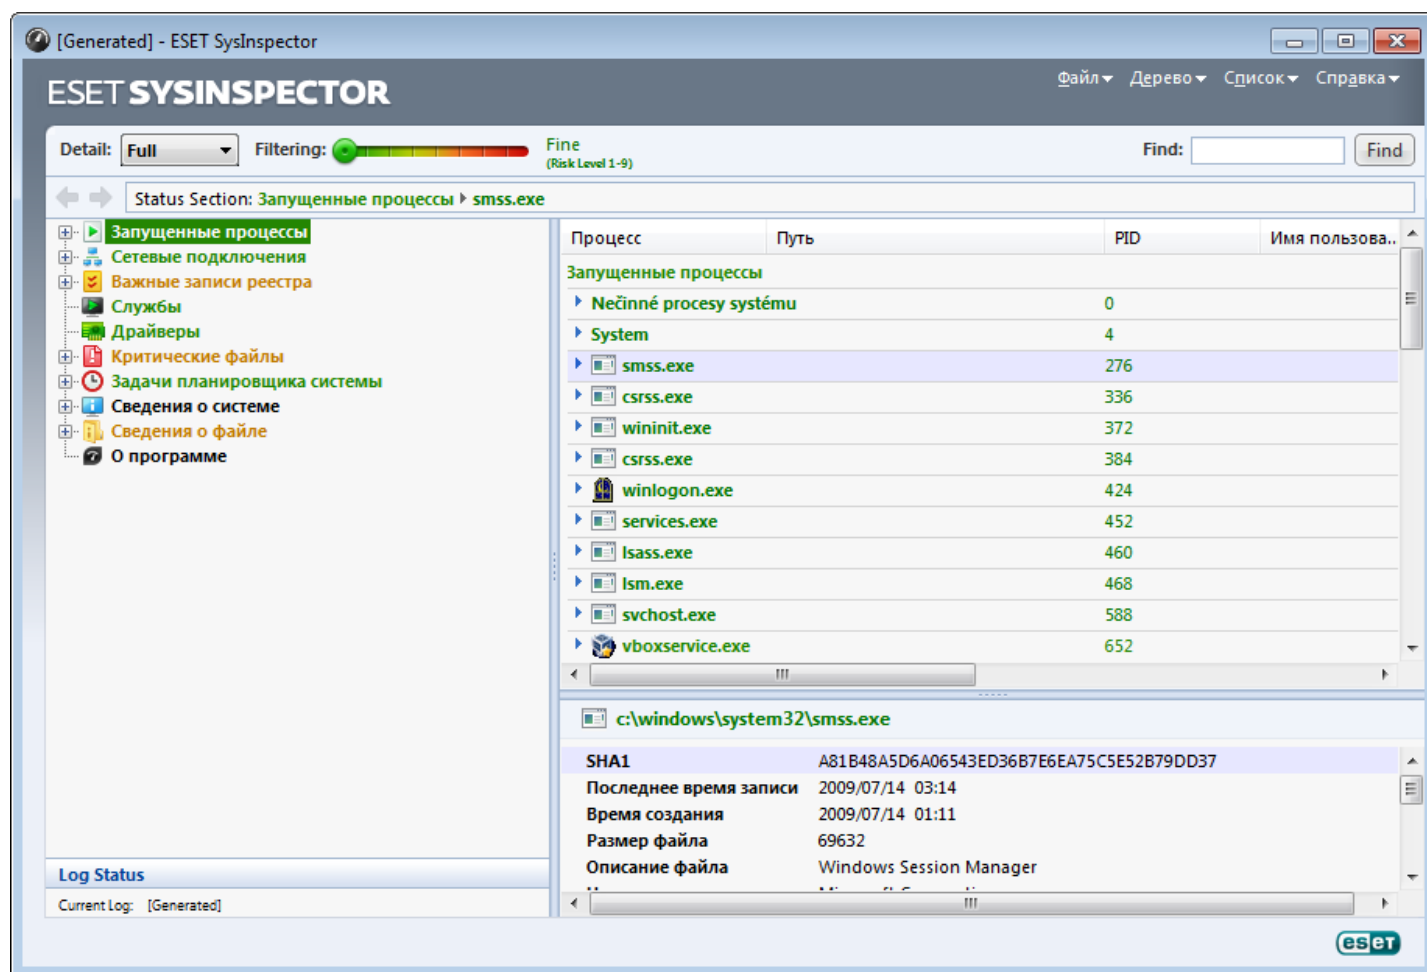 [Generated] - ESET SysInspector
ESET SYSINSPECTOR
Файл Дерево Список Справка
Detail: Full Filtering: Fine (Risk Level 1-9) Find: Find
Status Section: Запущенные процессы smss.exe
Запущенные процессы
Сетевые подключения
Важные записи реестра
Службы
Драйверы
Критические файлы
Задачи планировщика системы
Сведения о системе
Сведения о файле
О программе
Процесс Путь PID Имя пользова..
Запущенные процессы
Nečinné procesy systému 0
System 4
smss.exe 276
csrss.exe 336
wininit.exe 372
csrss.exe 384
winlogon.exe 424
services.exe 452
lsass.exe 460
lsm.exe 468
svchost.exe 588
vboxservice.exe 652
c:\windows\system32\smss.exe
SHA1 A81B48A5D6A06543ED36B7E6EA75C5E52B79DD37
Последнее время записи 2009/07/14 03:14
Время создания 2009/07/14 01:11
Размер файла 69632
Описание файла Windows Session Manager
Log Status
Current Log: [Generated]
eset